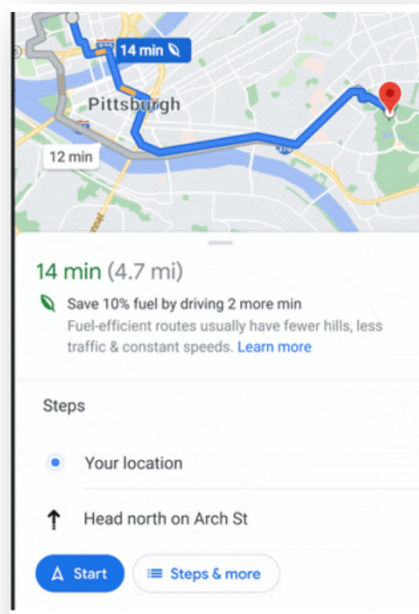 14 min
Pittsburgh
12 min
14 min (4.7 mi)
Save 10% fuel by driving 2 more min
Fuel-efficient routes usually have fewer hills, less
traffic & constant speeds. Learn more
Steps
Your location
Head north on Arch St
Start
Steps & more